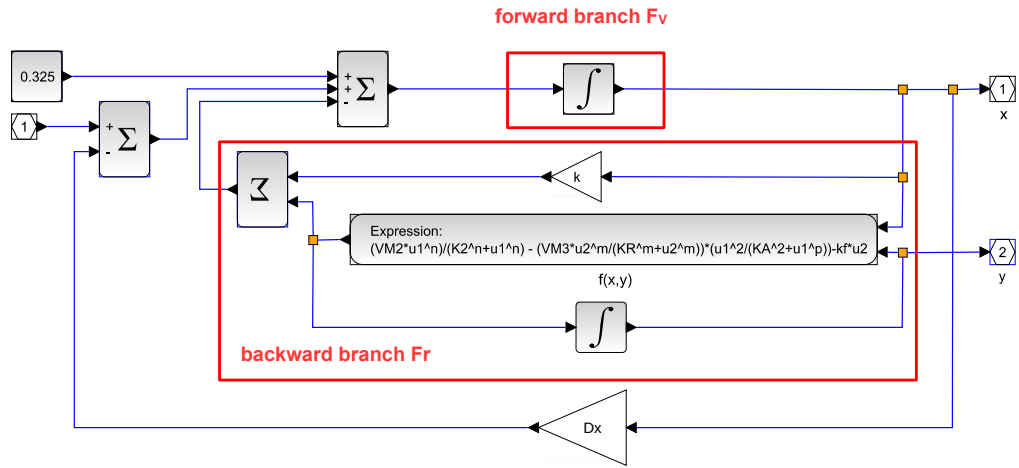 forward branch Fv
0.325
+
+
-
Σ
∫
1
x
1
+
-
Σ
Σ
k
Expression:
(VM2*u1^n)/(K2^n+u1^n) - (VM3*u2^m/(KR^m+u2^m))*(u1^2/(KA^2+u1^p))-kf*u2
2
y
f(x,y)
∫
backward branch Fr
Dx